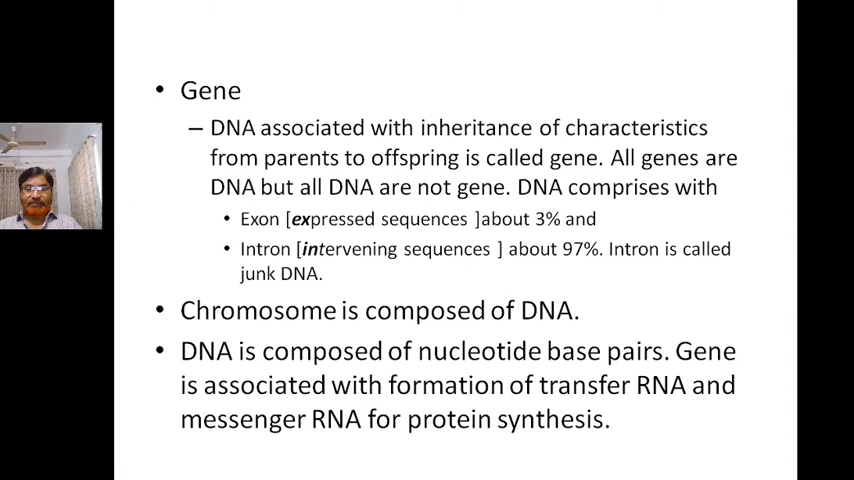 • Gene
– DNA associated with inheritance of characteristics
from parents to offspring is called gene. All genes are
DNA but all DNA are not gene. DNA comprises with
• Exon [expressed sequences ]about 3% and
• Intron [intervening sequences ] about 97%. Intron is called
junk DNA.
• Chromosome is composed of DNA.
• DNA is composed of nucleotide base pairs. Gene
is associated with formation of transfer RNA and
messenger RNA for protein synthesis.